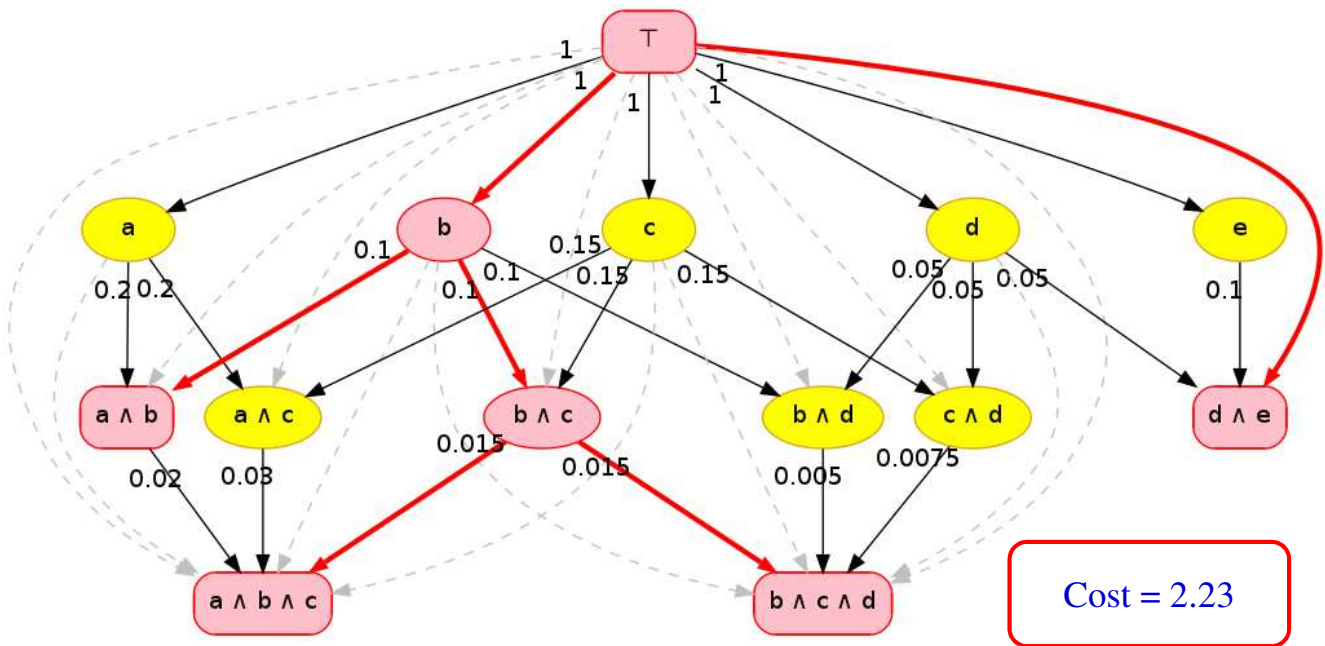 ⊤
1
1
1
1
1
a
b
c
d
e
0.2
0.2
0.1
0.1
0.1
0.15
0.15
0.15
0.05
0.05
0.05
0.1
a ∧ b
a ∧ c
b ∧ c
b ∧ d
c ∧ d
d ∧ e
0.02
0.03
0.015
0.015
0.005
0.0075
a ∧ b ∧ c
b ∧ c ∧ d
Cost = 2.23